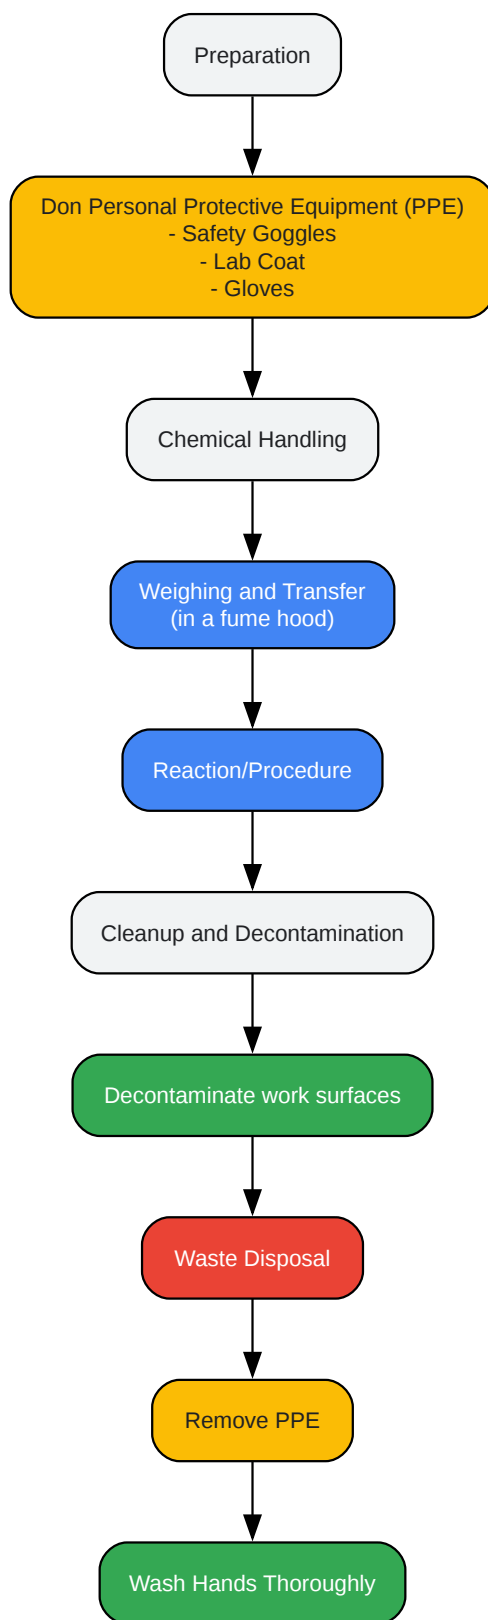 Preparation
Don Personal Protective Equipment (PPE)
- Safety Goggles
- Lab Coat
- Gloves
Chemical Handling
Weighing and Transfer
(in a fume hood)
Reaction/Procedure
Cleanup and Decontamination
Decontaminate work surfaces
Waste Disposal
Remove PPE
Wash Hands Thoroughly